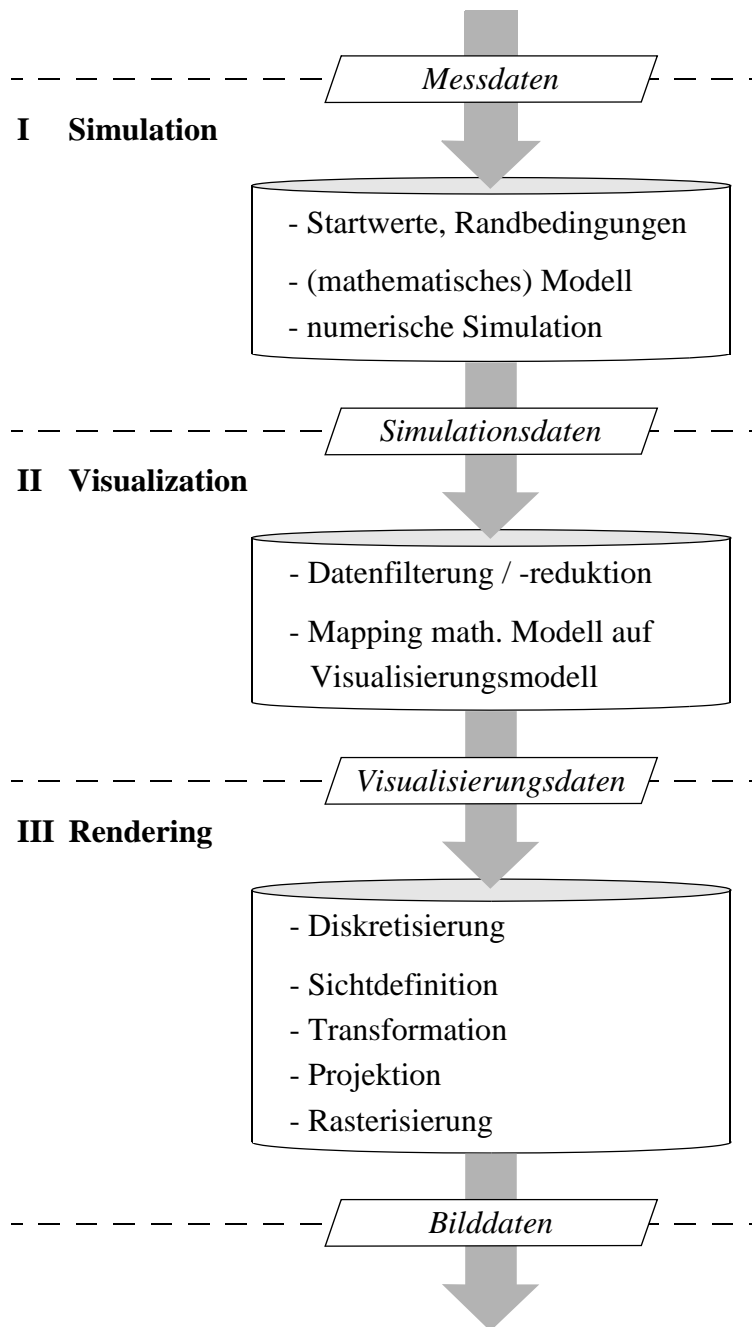 Messdaten
I Simulation
- Startwerte, Randbedingungen
- (mathematisches) Modell
- numerische Simulation
Simulationsdaten
II Visualization
- Datenfilterung / -reduktion
- Mapping math. Modell auf
Visualisierungsmodell
Visualisierungsdaten
III Rendering
- Diskretisierung
- Sichtdefinition
- Transformation
- Projektion
- Rasterisierung
Bilddaten